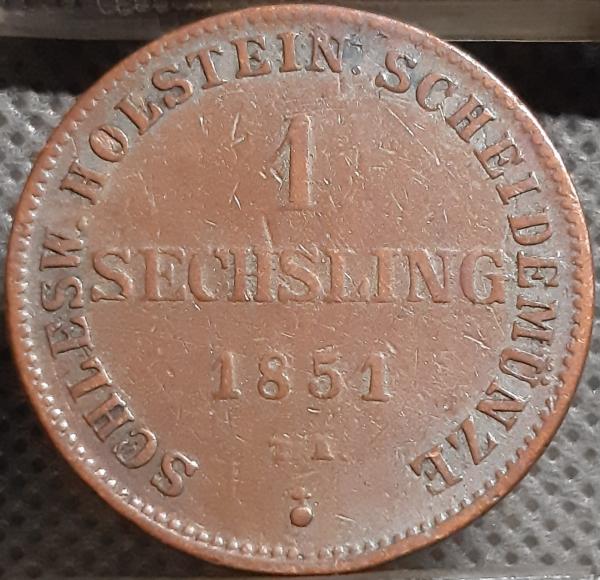 SCHLESW. HOLSTEIN. SCHEIDEMÜNZE
1
SECHSLING
1851